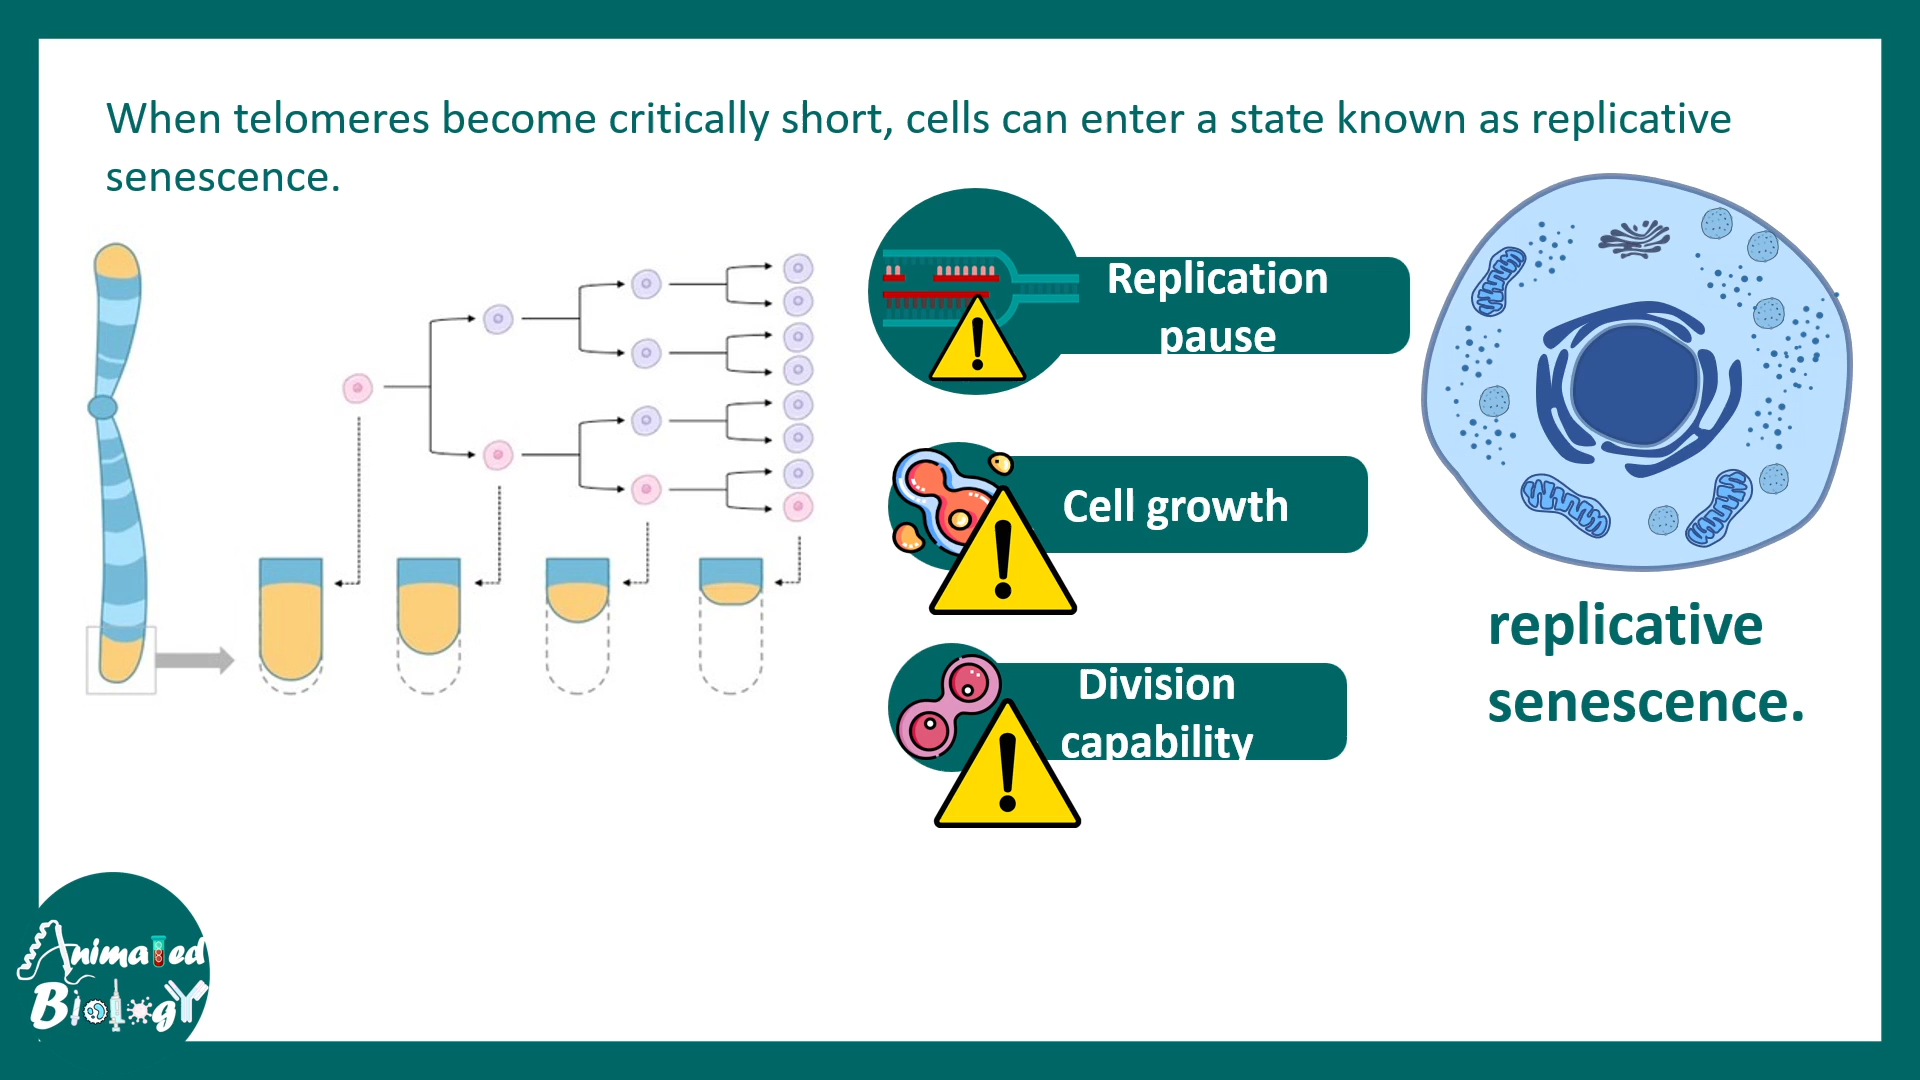 When telomeres become critically short, cells can enter a state known as replicative
senescence.
Replication
pause
Cell growth
Division
capability
replicative
senescence.
Animated
Biology